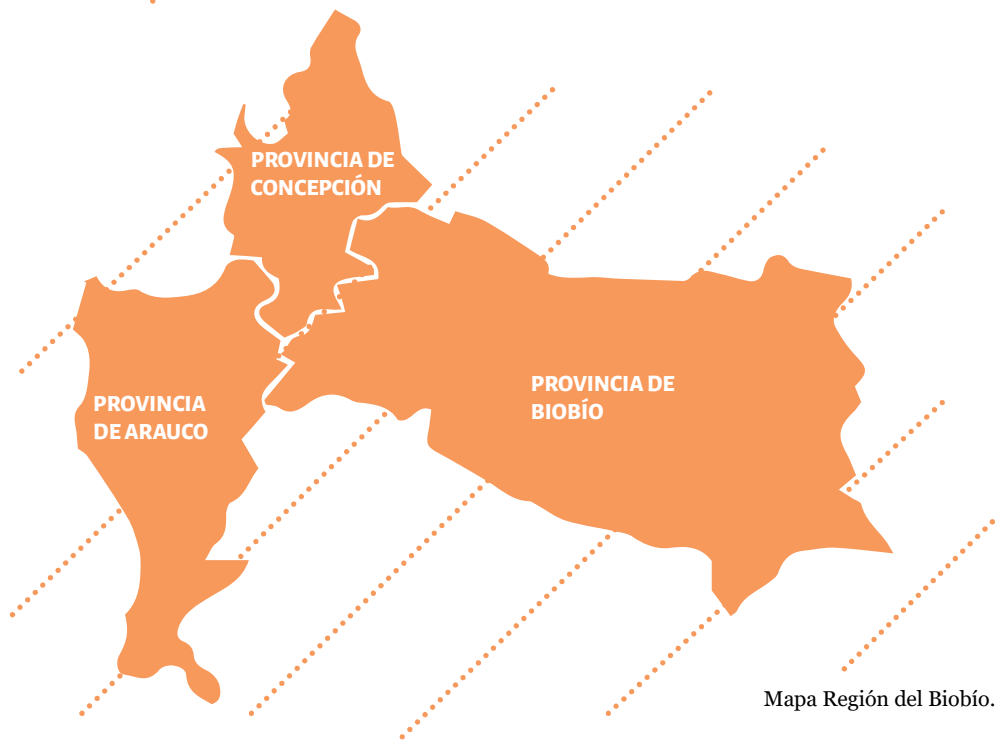 PROVINCIA DE
CONCEPCIÓN
PROVINCIA DE
BIOBÍO
PROVINCIA
DE ARAUCO
Mapa Región del Biobío.